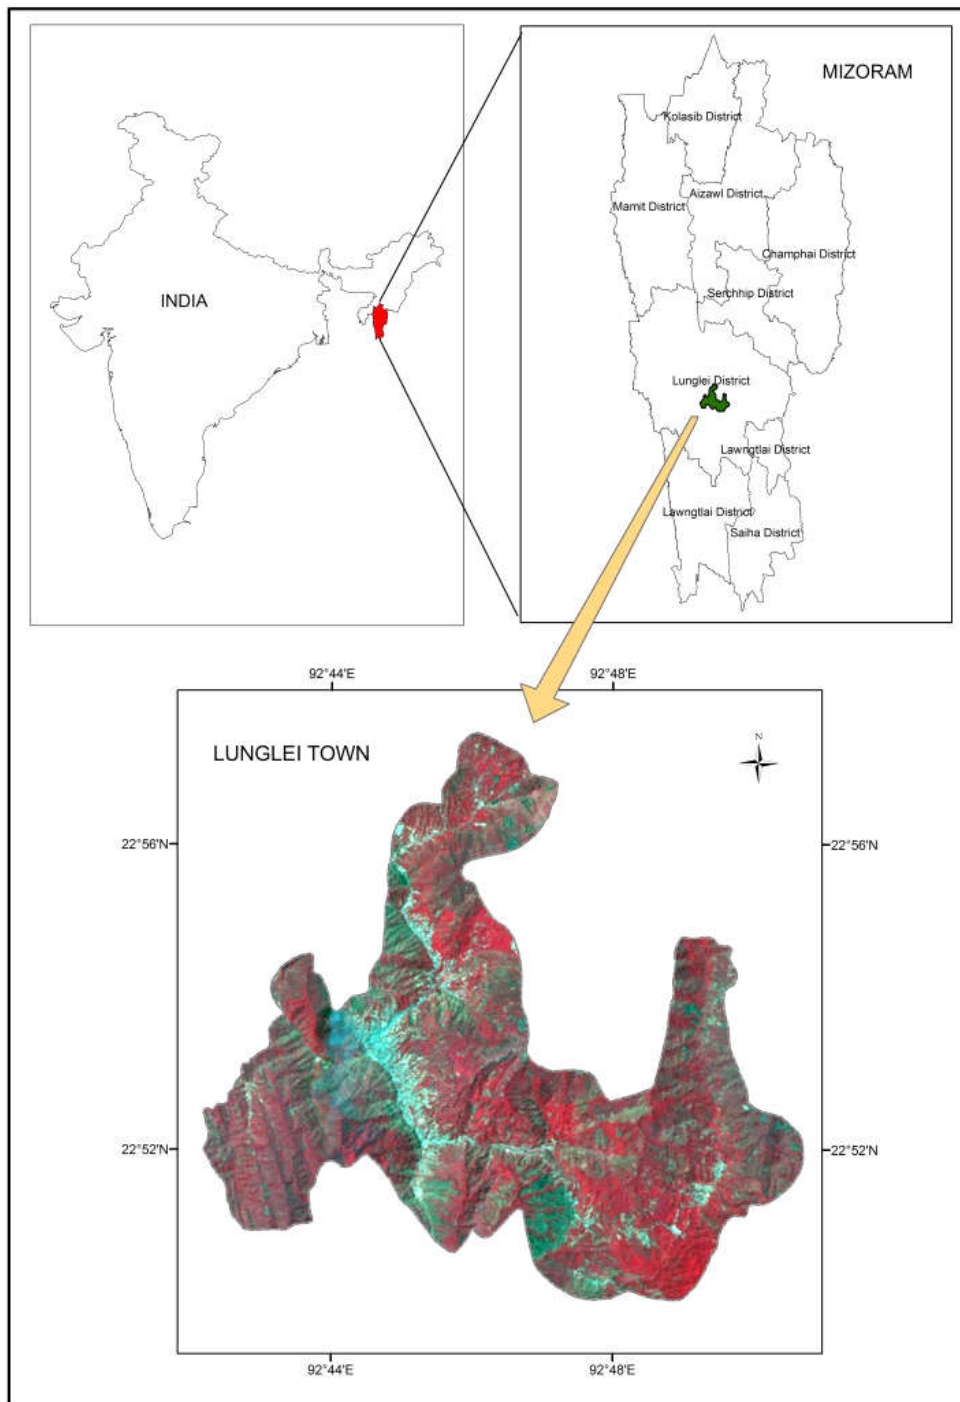 MIZORAM
Kolasib District
Aizawl District
Mamit District
Champhai District
INDIA
Serchhip District
Lunglei District
Lawngtlai District
Lawngtlai District
Saiha District
92°44'E
92°48'E
LUNGLEI TOWN
N
22°56'N
22°56'N
22°52'N
22°52'N
92°44'E
92°48'E